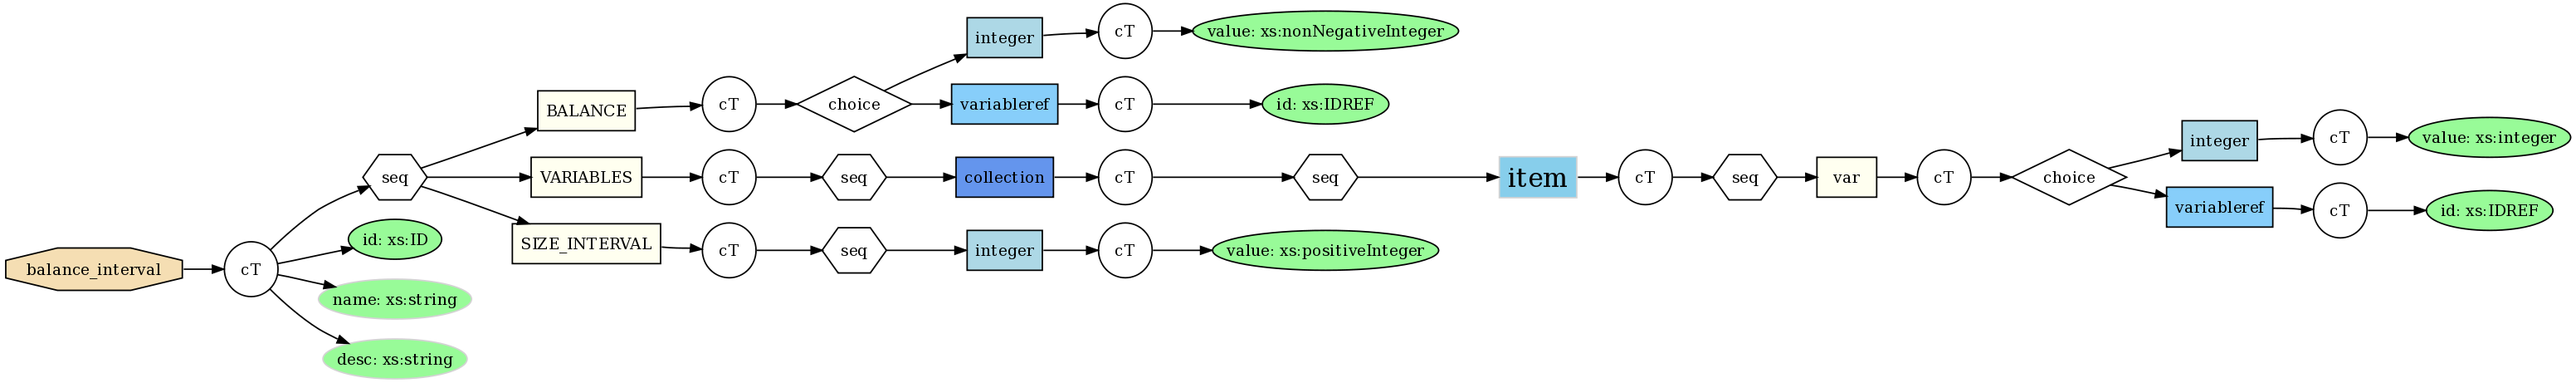 balance_interval
cT
seq
id: xs:ID
name: xs:string
desc: xs:string
BALANCE
cT
choice
integer
cT
value: xs:nonNegativeInteger
variableref
cT
id: xs:IDREF
VARIABLES
cT
seq
collection
cT
seq
item
cT
seq
var
cT
choice
integer
cT
value: xs:integer
variableref
cT
id: xs:IDREF
SIZE_INTERVAL
cT
seq
integer
cT
value: xs:positiveInteger